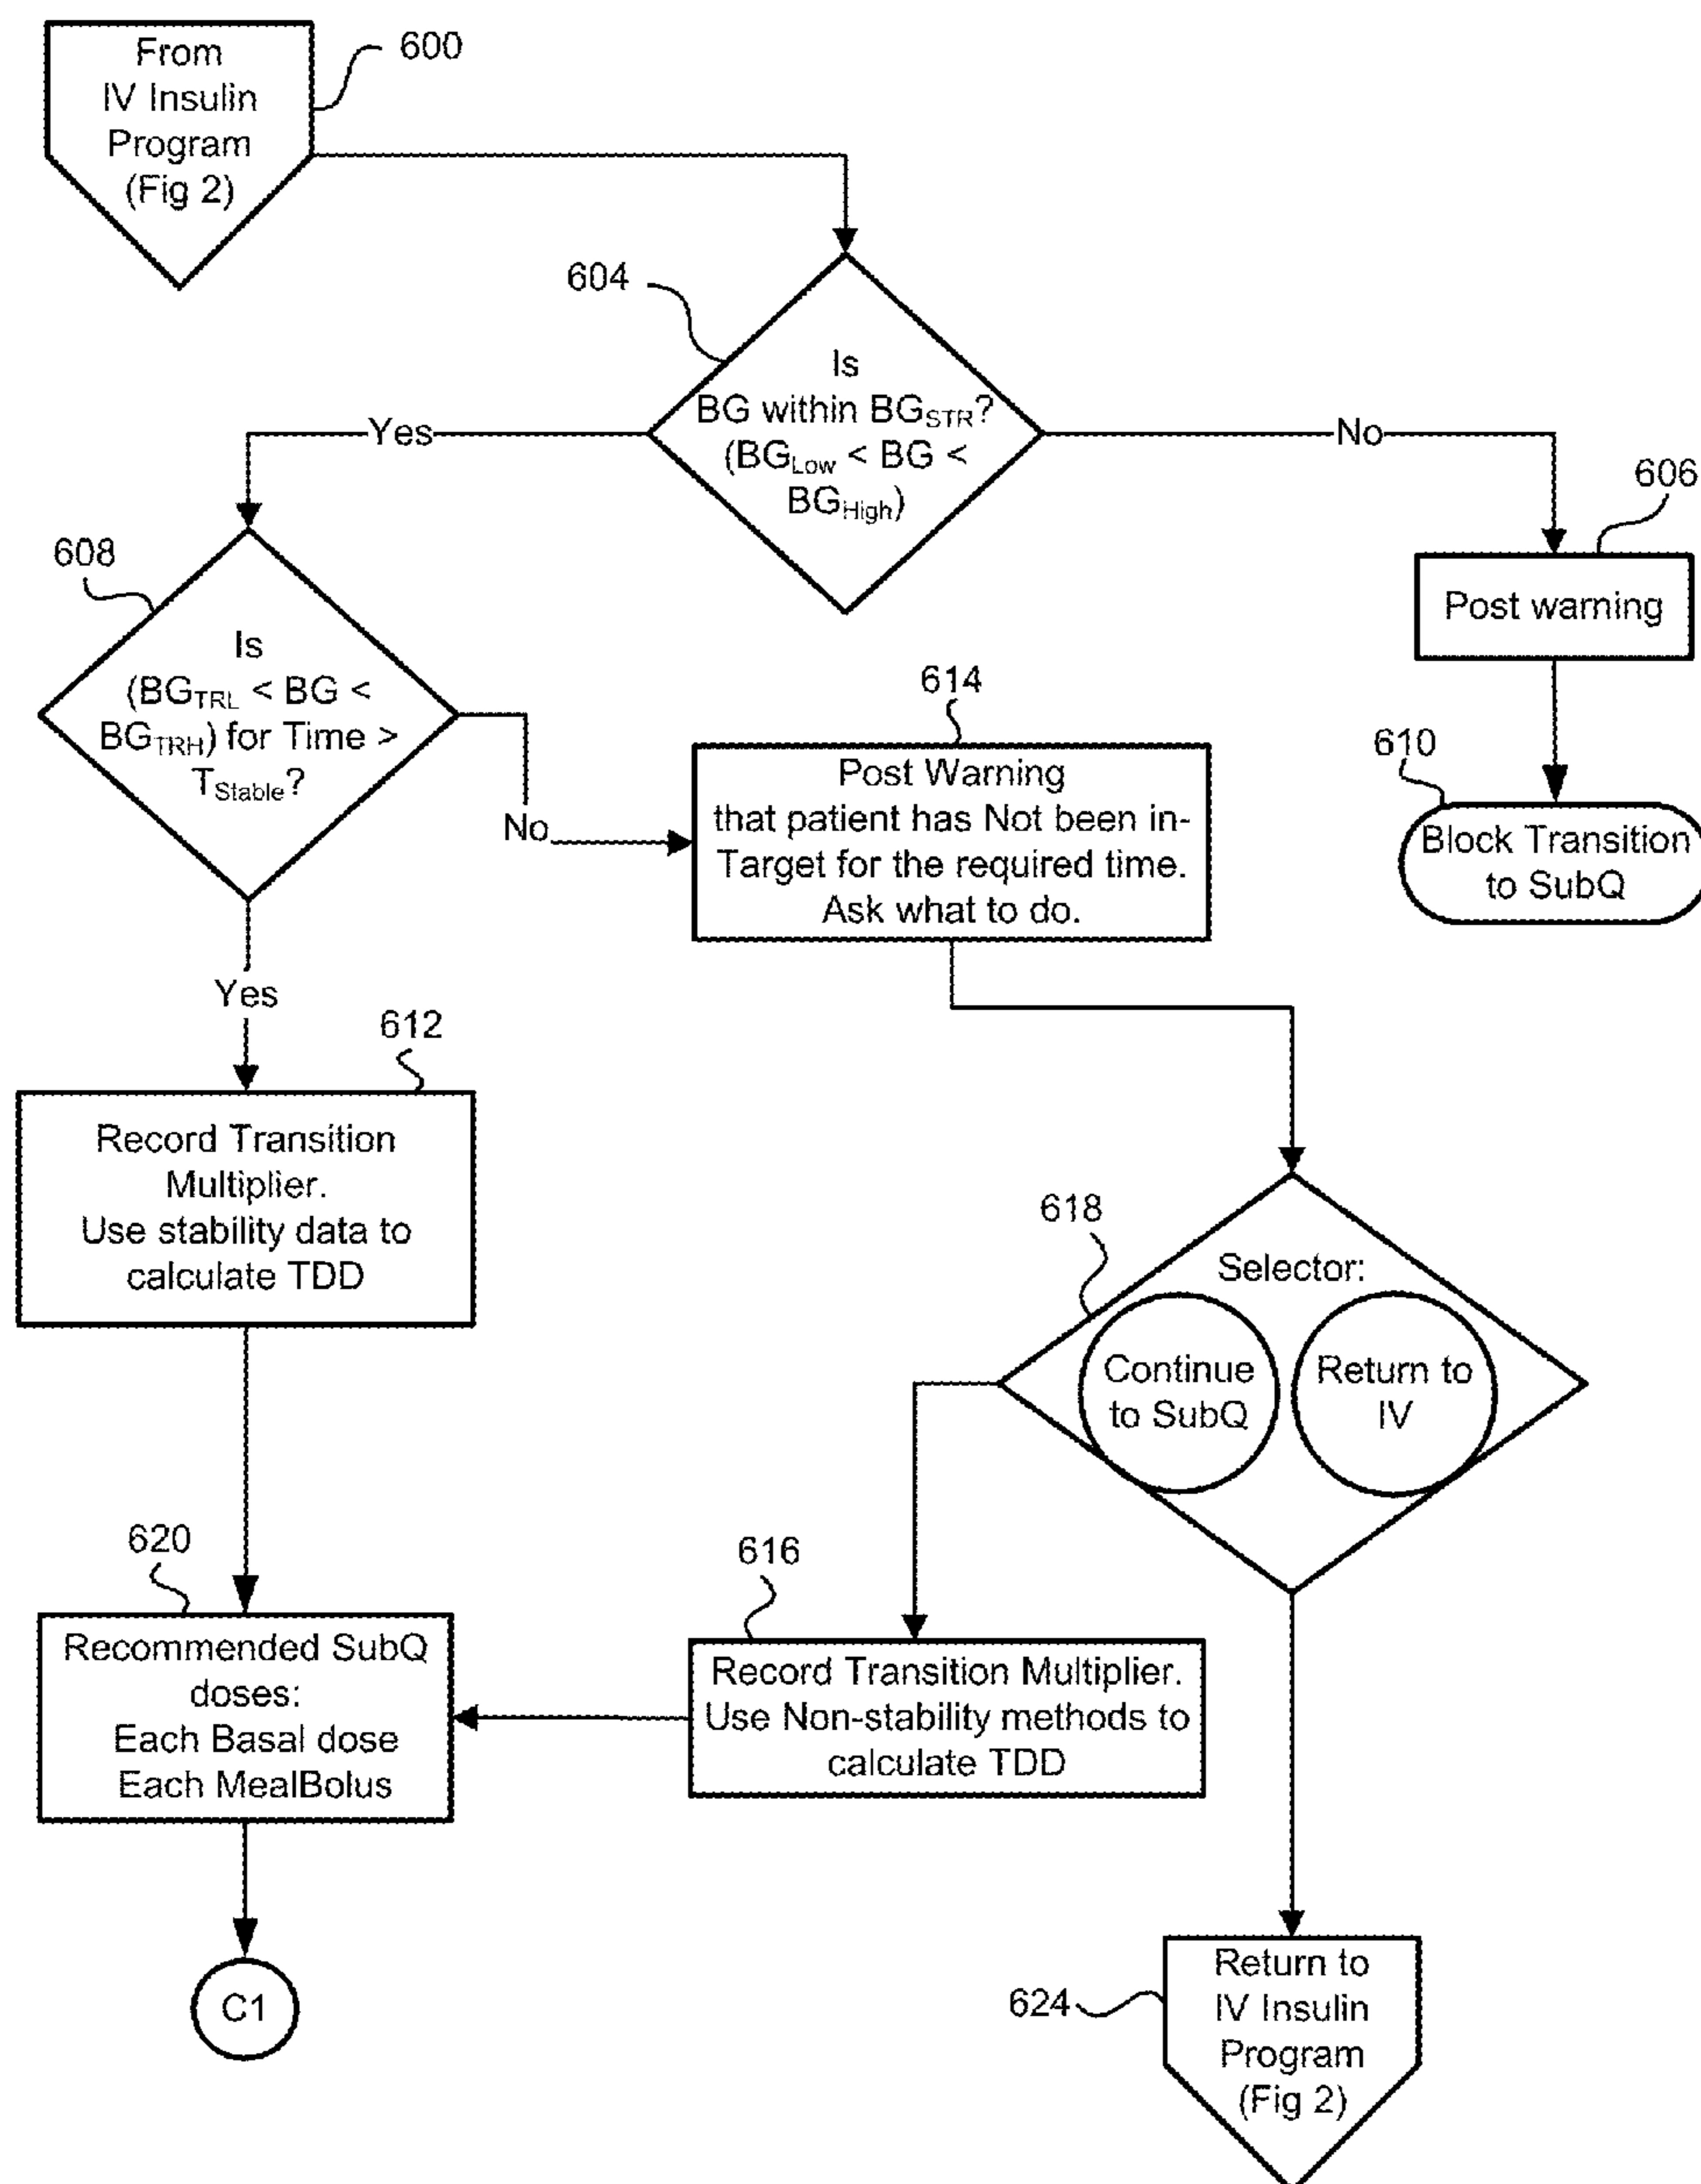 From
IV Insulin
Program
(Fig 2)
600
604
Is
BG within BGSTR?
(BGLow < BG <
BGHigh)
Yes
No
606
Post warning
608
Is
(BGTRL < BG <
BGTRH) for Time >
TStable?
No
614
Post Warning
that patient has Not been in-
Target for the required time.
Ask what to do.
610
Block Transition
to SubQ
Yes
612
Record Transition
Multiplier.
Use stability data to
calculate TDD
618
Selector:
Continue
to SubQ
Return to
IV
620
Recommended SubQ
doses:
Each Basal dose
Each MealBolus
616
Record Transition Multiplier.
Use Non-stability methods to
calculate TDD
C1
624
Return to
IV Insulin
Program
(Fig 2)